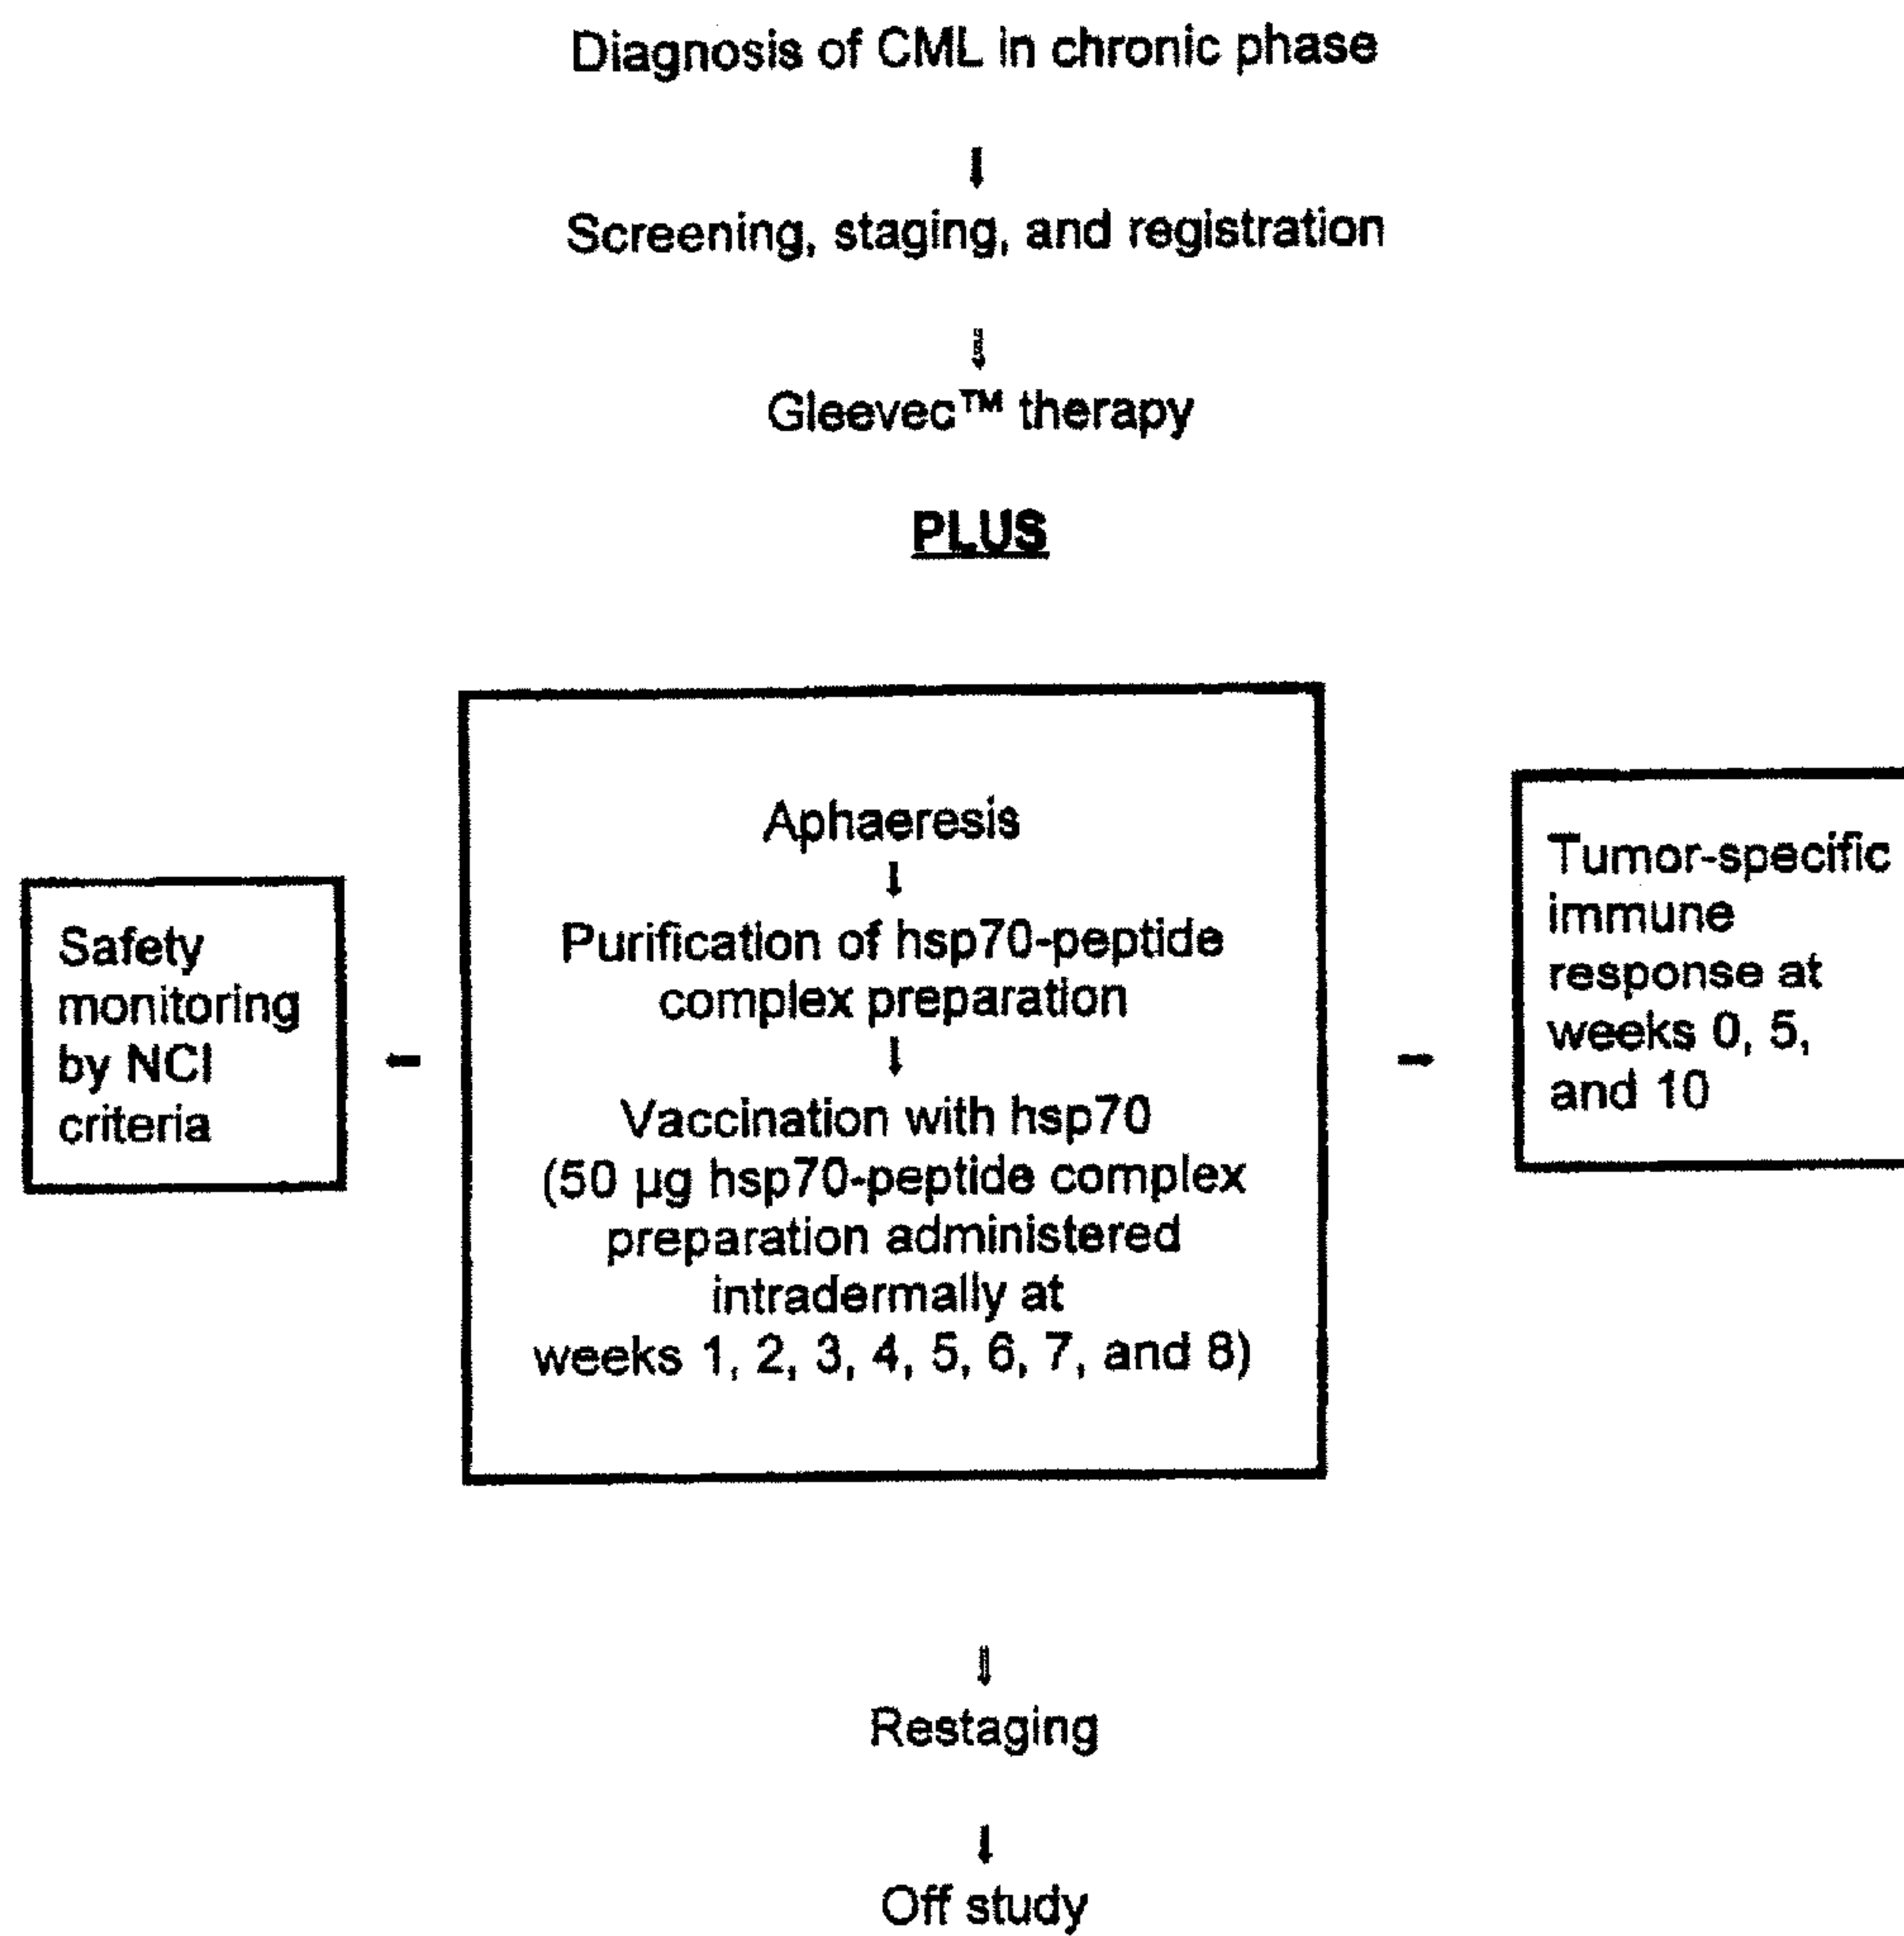 Diagnosis of CML in chronic phase
Screening, staging, and registration
Gleevec™ therapy
PLUS
Safety
monitoring
by NCI
criteria
Aphaeresis
Purification of hsp70-peptide
complex preparation
Vaccination with hsp70
(50 µg hsp70-peptide complex
preparation administered
intradermally at
weeks 1, 2, 3, 4, 5, 6, 7, and 8)
Tumor-specific
immune
response at
weeks 0, 5,
and 10
Restaging
Off study